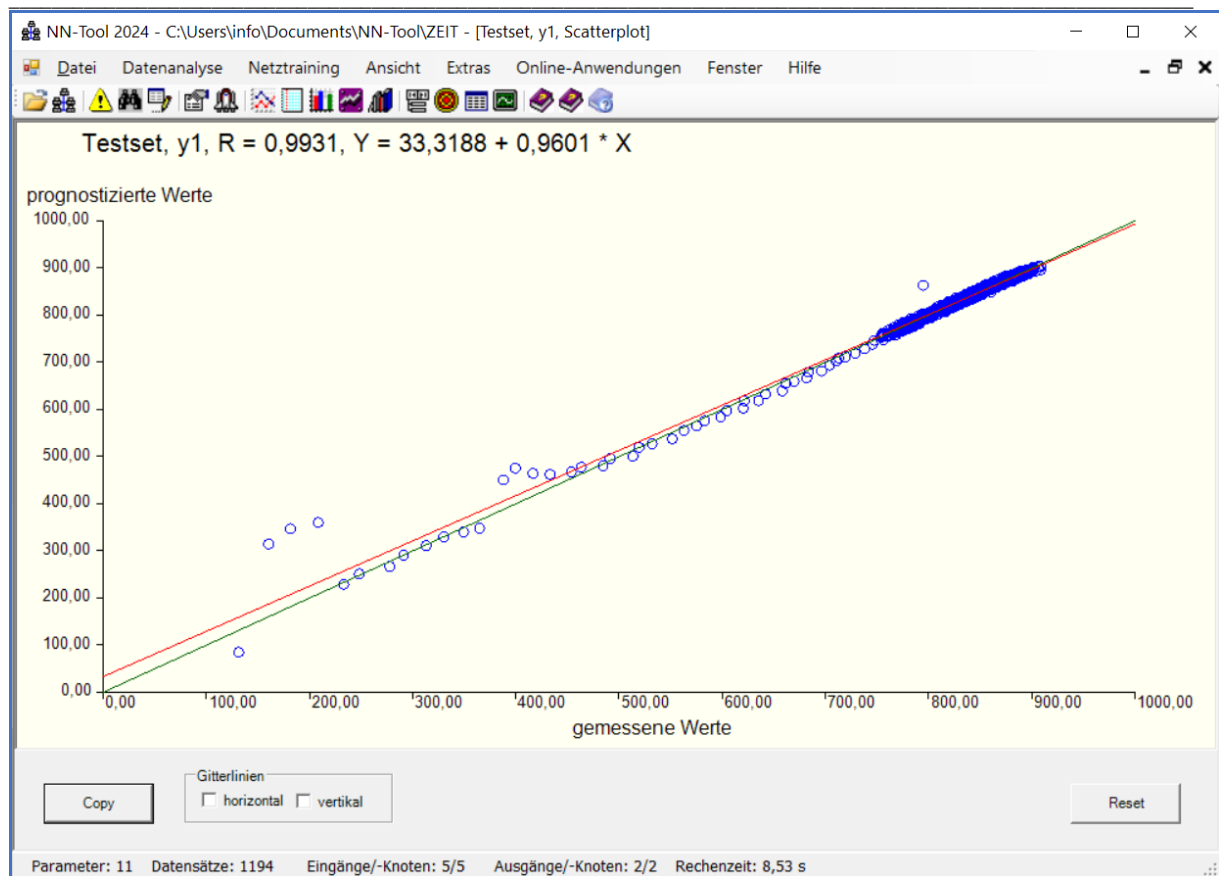 NN-Tool 2024 - C:\Users\info\Documents\NN-Tool\ZEIT - [Testset, y1, Scatterplot]
Datei Datenanalyse Netztraining Ansicht Extras Online-Anwendungen Fenster Hilfe
Testset, y1, R = 0,9931, Y = 33,3188 + 0,9601 * X
prognostizierte Werte
1000,00
900,00
800,00
700,00
600,00
500,00
400,00
300,00
200,00
100,00
0,00
0,00 100,00 200,00 300,00 400,00 500,00 600,00 700,00 800,00 900,00 1000,00
gemessene Werte
Gitterlinien
Copy horizontal vertikal Reset
Parameter: 11 Datensätze: 1194 Eingänge/-Knoten: 5/5 Ausgänge/-Knoten: 2/2 Rechenzeit: 8,53 s